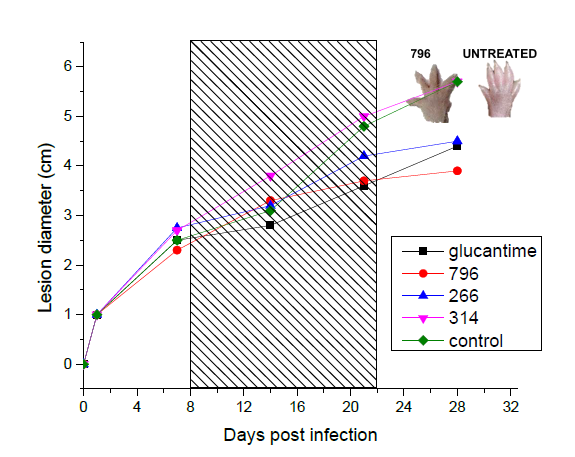 796 UNTREATED
6
5
4
3
2
1
0
Lesion diameter (cm)
glucantime
796
266
314
control
0 4 8 12 16 20 24 28 32
Days post infection